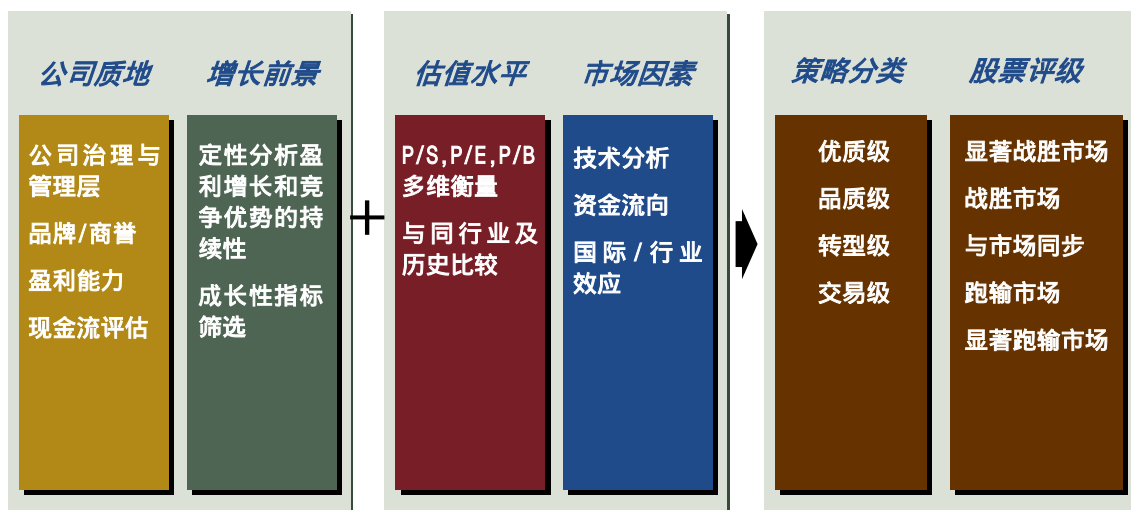 公司质地
公司治理与
管理层
品牌/商誉
盈利能力
现金流评估
增长前景
定性分析盈
利增长和竞
争优势的持
续性
成长性指标
筛选
+
估值水平
P/S,P/E,P/B
多维衡量
与同行业及
历史比较
市场因素
技术分析
资金流向
国际/行业
效应
策略分类
优质级
品质级
转型级
交易级
股票评级
显著战胜市场
战胜市场
与市场同步
跑输市场
显著跑输市场